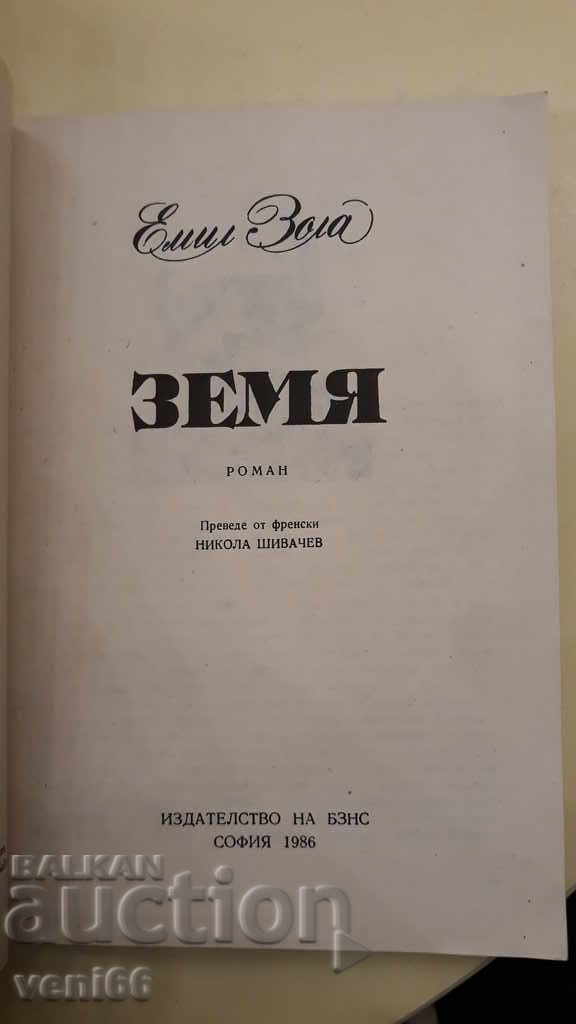 Емил Зола
ЗЕМЯ
РОМАН
Преведе от френски
НИКОЛА ШИВАЧЕВ
ИЗДАТЕЛСТВО НА БЗНС
СОФИЯ 1986
BALKAN
auction
veni66